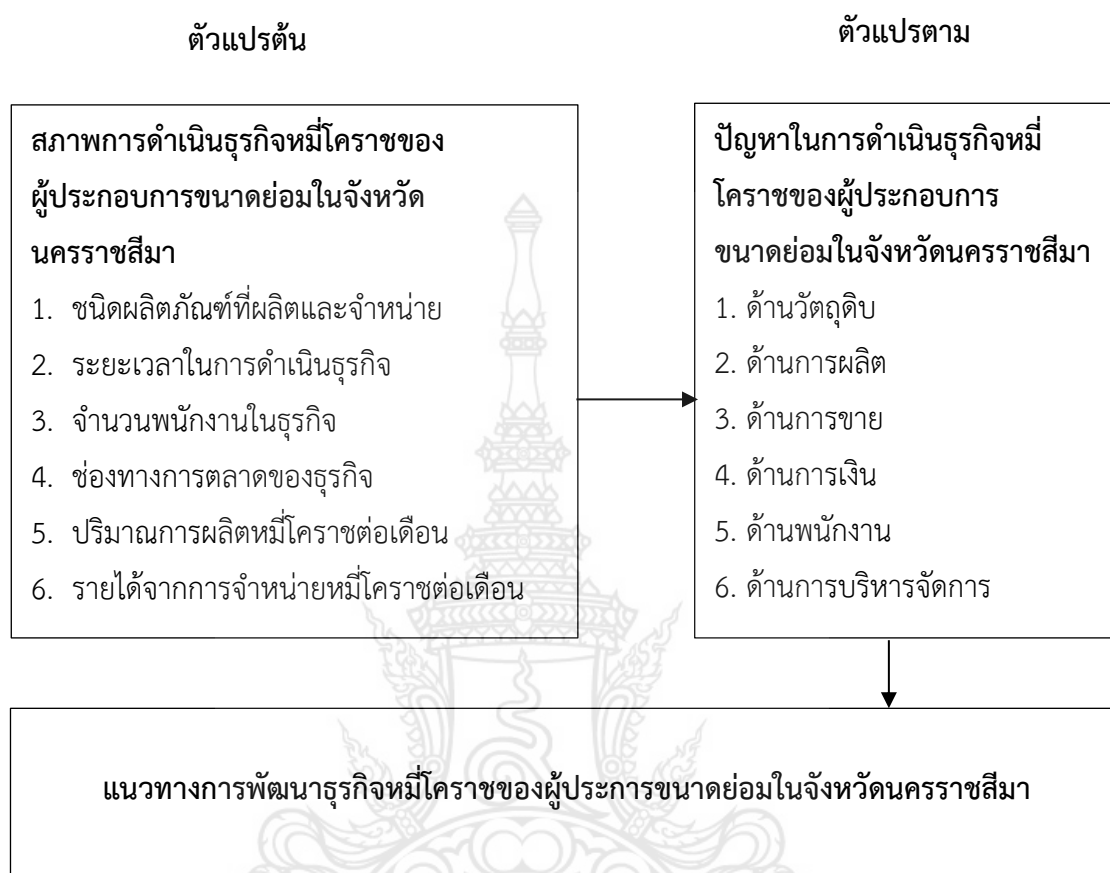 ตัวแปรต้น
ตัวแปรตาม
สภาพการดำเนินธุรกิจหมี่โคราชของ
ผู้ประกอบการขนาดย่อมในจังหวัด
นครราชสีมา
1. ชนิดผลิตภัณฑ์ที่ผลิตและจำหน่าย
2. ระยะเวลาในการดำเนินธุรกิจ
3. จำนวนพนักงานในธุรกิจ
4. ช่องทางการตลาดของธุรกิจ
5. ปริมาณการผลิตหมี่โคราชต่อเดือน
6. รายได้จากการจำหน่ายหมี่โคราชต่อเดือน
ปัญหาในการดำเนินธุรกิจหมี่
โคราชของผู้ประกอบการ
ขนาดย่อมในจังหวัดนครราชสีมา
1. ด้านวัตถุดิบ
2. ด้านการผลิต
3. ด้านการขาย
4. ด้านการเงิน
5. ด้านพนักงาน
6. ด้านการบริหารจัดการ
แนวทางการพัฒนาธุรกิจหมี่โคราชของผู้ประการขนาดย่อมในจังหวัดนครราชสีมา